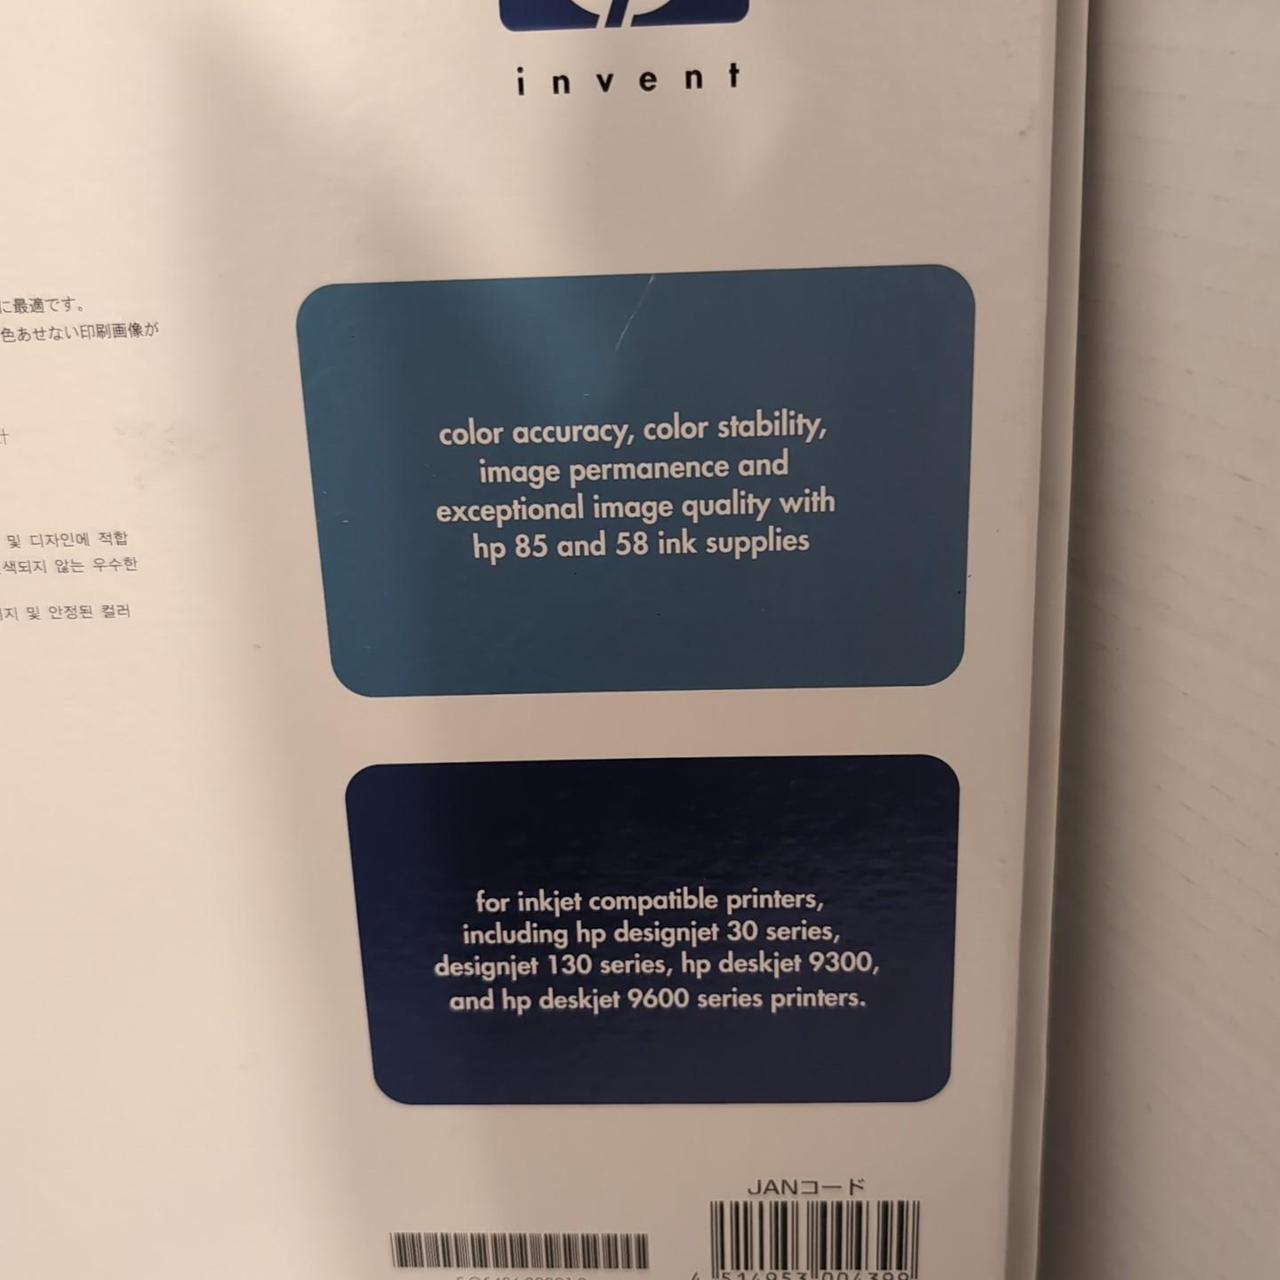 invent
に最適です。
色あせない印刷画像が
및 디자인에 적합
색되지 않는 우수한
및 안정된 컬러
color accuracy, color stability,
image permanence and
exceptional image quality with
hp 85 and 58 ink supplies
for inkjet compatible printers,
including hp designjet 30 series,
designjet 130 series, hp deskjet 9300,
and hp deskjet 9600 series printers.
JANコード
4 514953 004399